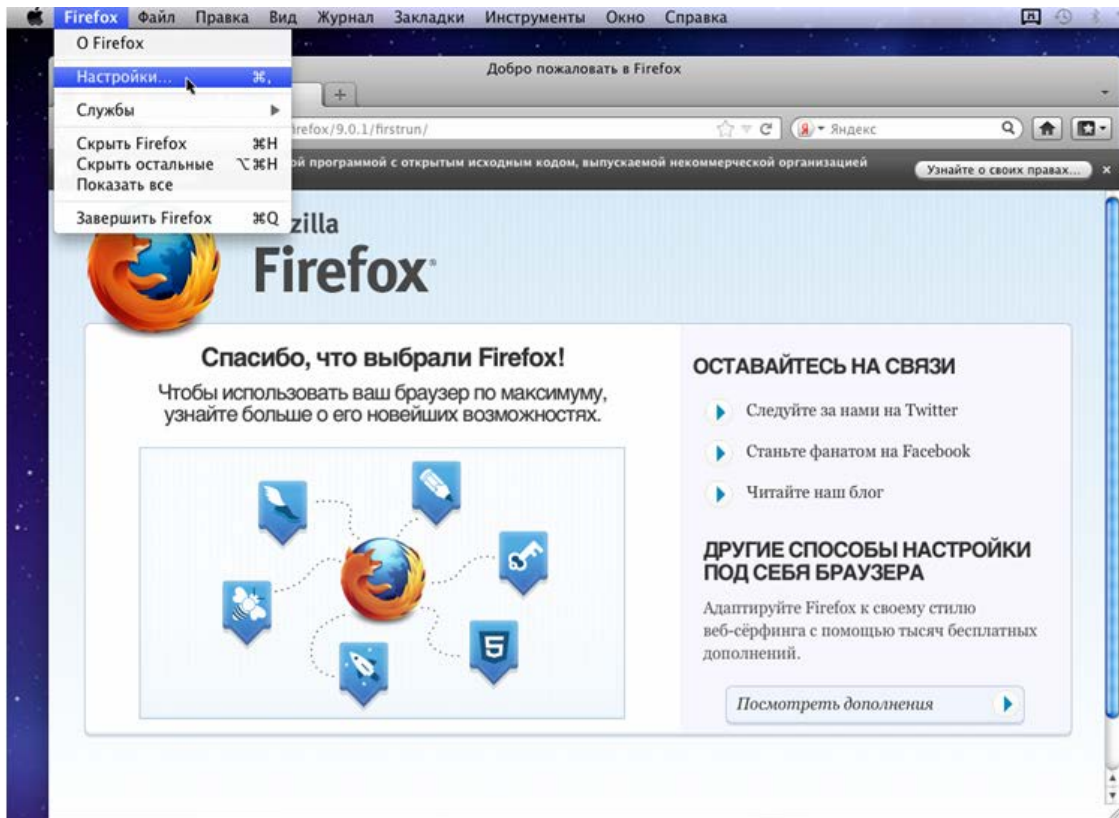 Firefox Файл Правка Вид Журнал Закладки Инструменты Окно Справка
О Firefox
Настройки... ⌘,
Службы
Скрыть Firefox ⌘H
Скрыть остальные ⌥⌘H
Показать все
Завершить Firefox ⌘Q
Добро пожаловать в Firefox
irefox/9.0.1/firstrun/
Яндекс
ой программой с открытым исходным кодом, выпускаемой некоммерческой организацией
Узнайте о своих правах...
zilla
Firefox
Спасибо, что выбрали Firefox!
Чтобы использовать ваш браузер по максимуму,
узнайте больше о его новейших возможностях.
5
ОСТАВАЙТЕСЬ НА СВЯЗИ
Следуйте за нами на Twitter
Станьте фанатом на Facebook
Читайте наш блог
ДРУГИЕ СПОСОБЫ НАСТРОЙКИ
ПОД СЕБЯ БРАУЗЕРА
Адаптируйте Firefox к своему стилю
веб-сёрфинга с помощью тысяч бесплатных
дополнений.
Посмотреть дополнения